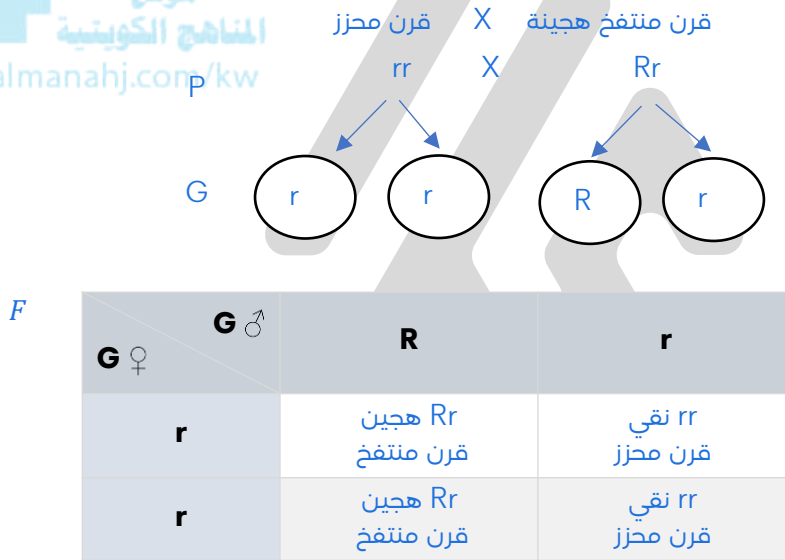 موقع
المناهج الكويتية
almanahj.com/kw
قرن منتفخ هجينة X قرن محزز
P rr X Rr
G r r R r
F
G ♂ G ♀ R r
r Rr هجين قرن منتفخ rr نقي قرن محزز
r Rr هجين قرن منتفخ rr نقي قرن محزز